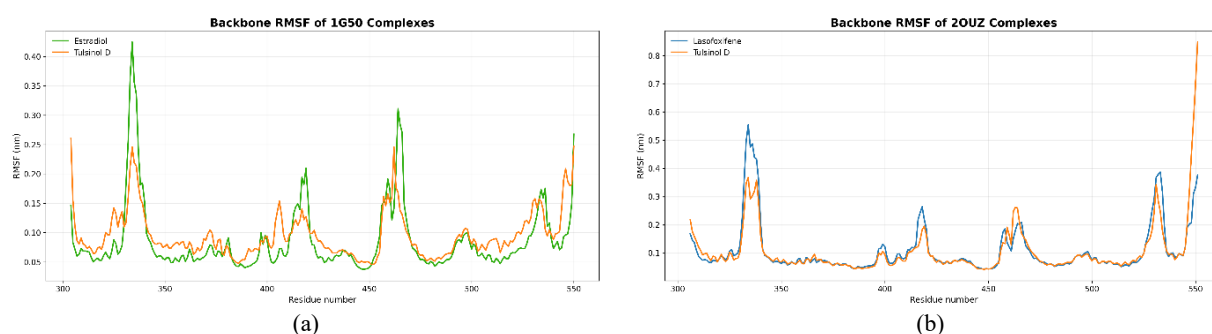 Backbone RMSF of 1G50 Complexes
Estradiol
Tulsinol D
0.40
0.35
0.30
0.25
0.20
0.15
0.10
0.05
RMSF (nm)
300
350
400
450
500
550
Residue number
(a)
Backbone RMSF of 2OUZ Complexes
Lasofoxifene
Tulsinol D
0.8
0.7
0.6
0.5
0.4
0.3
0.2
0.1
RMSF (nm)
300
350
400
450
500
550
Residue number
(b)